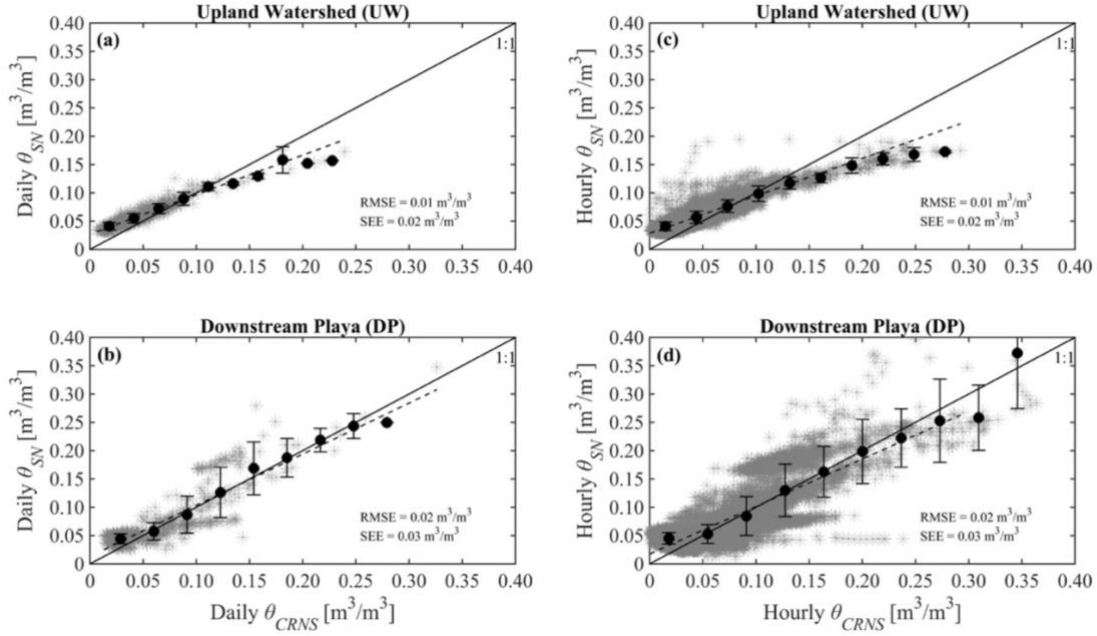 Upland Watershed (UW)
(a)
1:1
0.40
0.35
0.30
0.25
0.20
0.15
0.10
0.05
0
Daily θSN [m³/m³]
RMSE = 0.01 m³/m³
SEE = 0.02 m³/m³
0 0.05 0.10 0.15 0.20 0.25 0.30 0.35 0.40
Upland Watershed (UW)
(c)
1:1
0.40
0.35
0.30
0.25
0.20
0.15
0.10
0.05
0
Hourly θSN [m³/m³]
RMSE = 0.01 m³/m³
SEE = 0.02 m³/m³
0 0.05 0.10 0.15 0.20 0.25 0.30 0.35 0.40
Downstream Playa (DP)
(b)
1:1
0.40
0.35
0.30
0.25
0.20
0.15
0.10
0.05
0
Daily θSN [m³/m³]
RMSE = 0.02 m³/m³
SEE = 0.03 m³/m³
0 0.05 0.10 0.15 0.20 0.25 0.30 0.35 0.40
Daily θCRNS [m³/m³]
Downstream Playa (DP)
(d)
1:1
0.40
0.35
0.30
0.25
0.20
0.15
0.10
0.05
0
Hourly θSN [m³/m³]
RMSE = 0.02 m³/m³
SEE = 0.03 m³/m³
0 0.05 0.10 0.15 0.20 0.25 0.30 0.35 0.40
Hourly θCRNS [m³/m³]